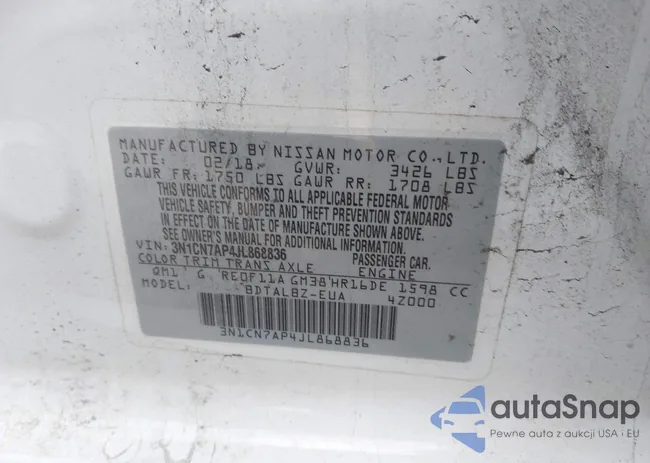 MANUFACTURED BY NISSAN MOTOR CO., LTD.
DATE: 02/18 GVWR: 3426 LBS
GAWR FR: 1750 LBS GAWR RR: 1708 LBS
THIS VEHICLE CONFORMS TO ALL APPLICABLE FEDERAL MOTOR
VEHICLE SAFETY, BUMPER AND THEFT PREVENTION STANDARDS
IN EFFECT ON THE DATE OF MANUFACTURE SHOWN ABOVE.
SEE OWNER'S MANUAL FOR ADDITIONAL INFORMATION.
VIN: 3N1CN7AP4JL868836 PASSENGER CAR.
COLOR TRIM TRANS AXLE ENGINE
QM1 G RE0F11A GM38 HR16DE 1598 CC
BDTALBZ-EUA 4Z000
3N1CN7AP4JL868836
autaSnap
Pewne auta z aukcji USA i EU